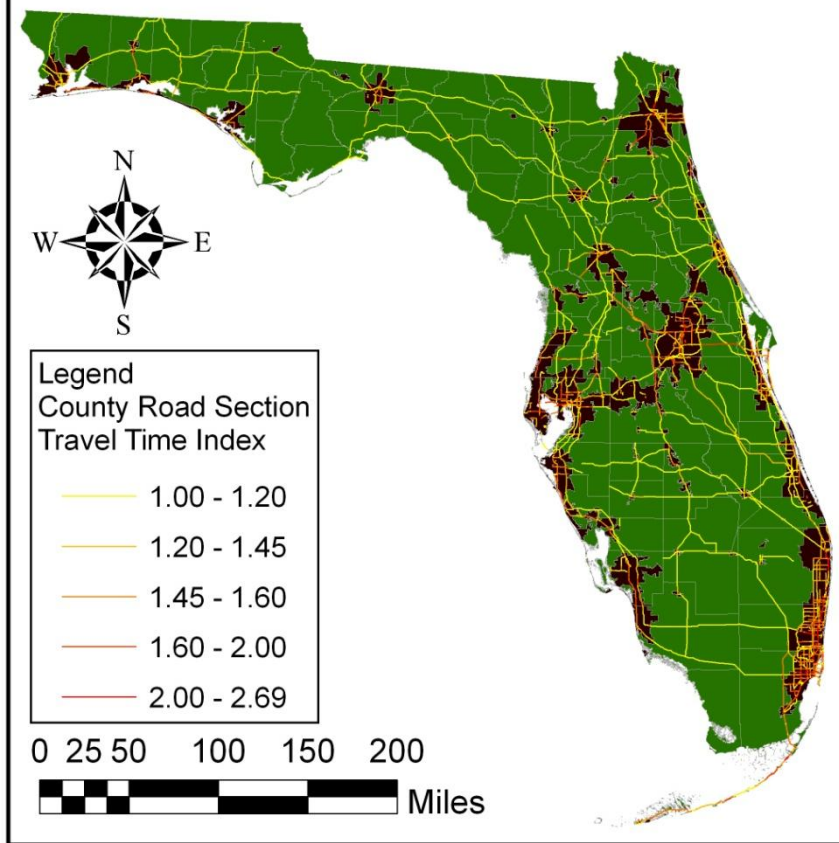 N
W E
S
Legend
County Road Section
Travel Time Index
1.00 - 1.20
1.20 - 1.45
1.45 - 1.60
1.60 - 2.00
2.00 - 2.69
0 25 50 100 150 200
Miles